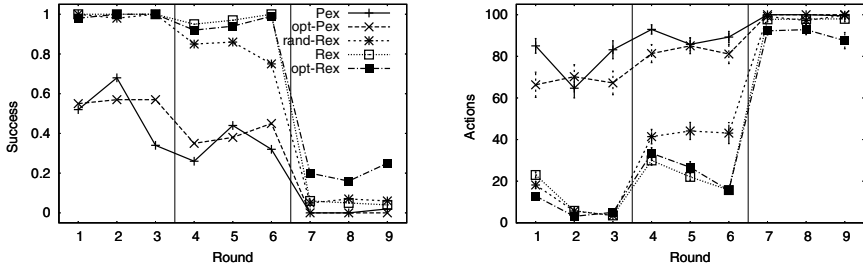 1
0.8
0.6
0.4
0.2
0
Success
1 2 3 4 5 6 7 8 9
Round
Pex
opt-Pex
rand-Rex
Rex
opt-Rex
100
80
60
40
20
0
Actions
1 2 3 4 5 6 7 8 9
Round